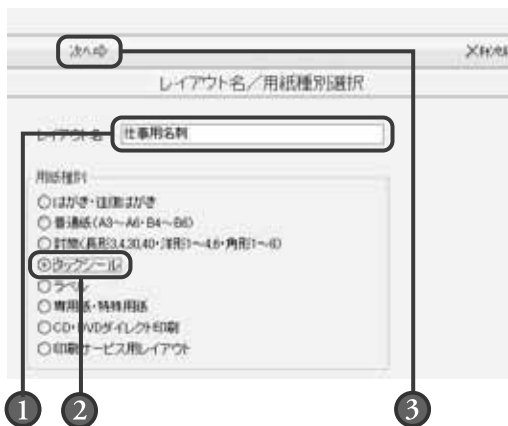 次へ
レイアウト名／用紙種別選択
レイアウト名 仕事用名刺
用紙種別
○はがき・往復はがき
○普通紙(A3～A6・B4～B6)
○封筒(長形3,4,30,40・洋形1～4,6・角形1～6)
◉タックシール
○ラベル
○専用紙・特殊用紙
○CD・DVDダイレクト印刷
○印刷サービス用レイアウト
1 2 3